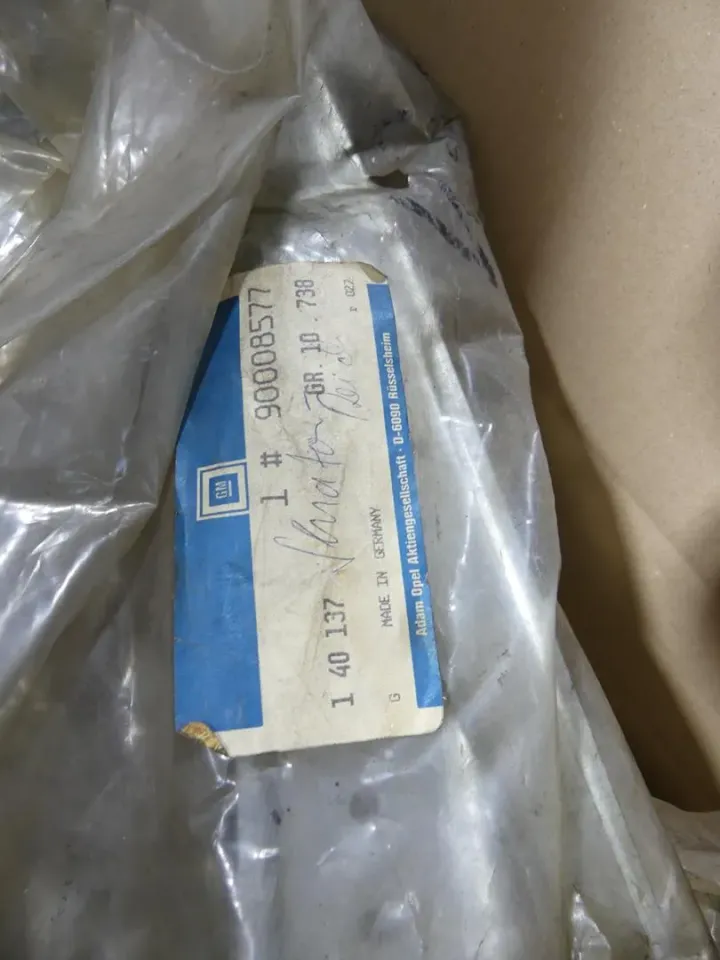 GM
1 # 90008577
1 40 137
GR. 10 . 738
MADE IN GERMANY
G
Adam Opel Aktiengesellschaft · D-6090 Rüsselsheim